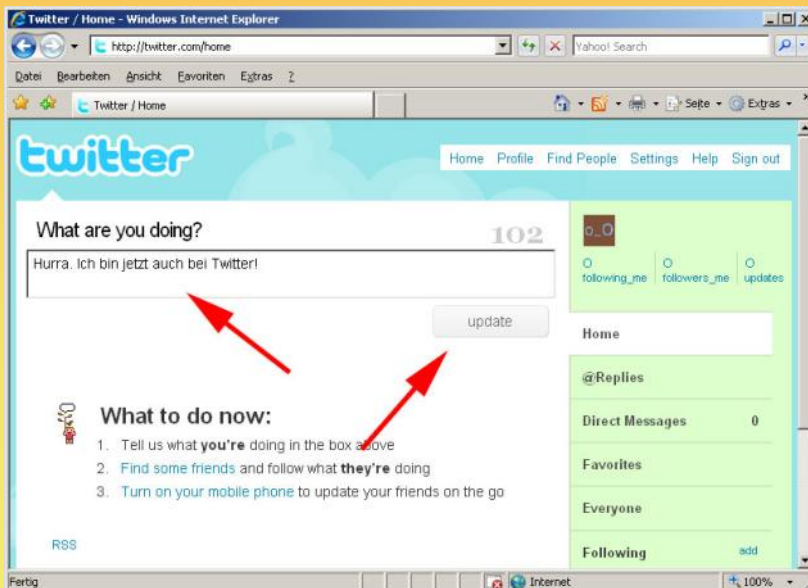 Twitter / Home - Windows Internet Explorer
http://twitter.com/home
Yahoo! Search
Datei Bearbeiten Ansicht Favoriten Extras ?
Twitter / Home
Seite Extras
twitter
Home Profile Find People Settings Help Sign out
What are you doing?
102
Hurra. Ich bin jetzt auch bei Twitter!
update
o_O
0 0 0
following_me followers_me updates
Home
@Replies
Direct Messages 0
Favorites
Everyone
Following add
What to do now:
1. Tell us what you're doing in the box above
2. Find some friends and follow what they're doing
3. Turn on your mobile phone to update your friends on the go
RSS
Fertig
Internet
100%